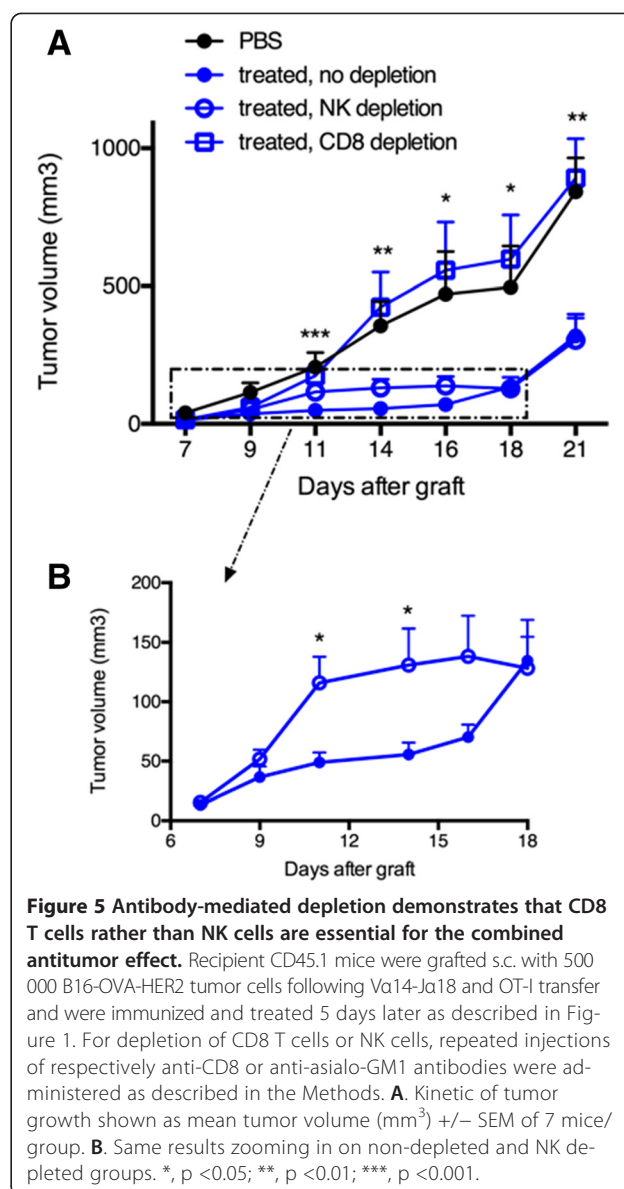 A
PBS
treated, no depletion
treated, NK depletion
treated, CD8 depletion
Tumor volume (mm3)
1000
500
0
***
**
*
*
**
7 9 11 14 16 18 21
Days after graft
B
Tumor volume (mm3)
200
150
100
50
0
*
*
6 9 12 15 18
Days after graft
Figure 5 Antibody-mediated depletion demonstrates that CD8
T cells rather than NK cells are essential for the combined
antitumor effect. Recipient CD45.1 mice were grafted s.c. with 500
000 B16-OVA-HER2 tumor cells following Vα14-Jα18 and OT-I transfer
and were immunized and treated 5 days later as described in Fig-
ure 1. For depletion of CD8 T cells or NK cells, repeated injections
of respectively anti-CD8 or anti-asialo-GM1 antibodies were ad-
ministered as described in the Methods. A. Kinetic of tumor
growth shown as mean tumor volume (mm³) +/− SEM of 7 mice/
group. B. Same results zooming in on non-depleted and NK de-
pleted groups. *, p <0.05; **, p <0.01; ***, p <0.001.